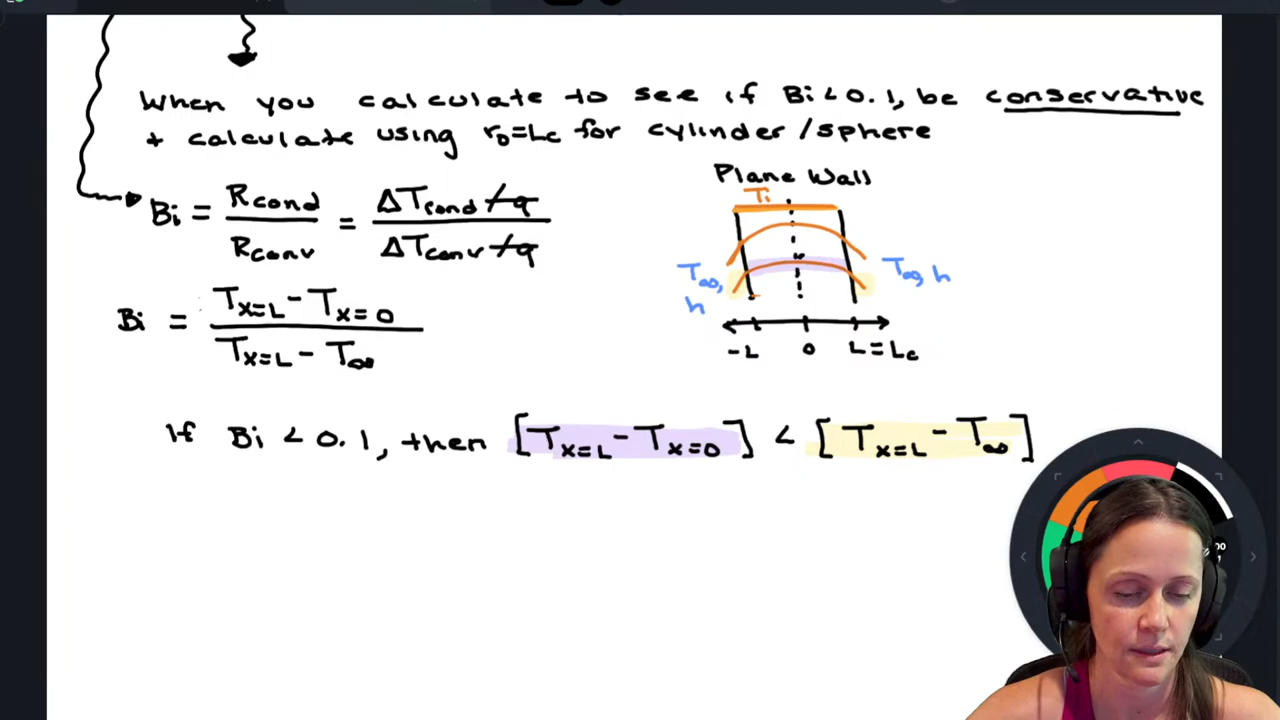 When you calculate to see if Bi < 0.1, be conservative
+ calculate using r₀=Lc for cylinder/sphere
Plane Wall
Ti
Bi = Rcond / Rconv = ΔTcond/q / ΔTconv/q
T∞, h
T∞, h
Bi = Tx=L - Tx=0 / Tx=L - T∞
-L 0 L = Lc
If Bi < 0.1, then [Tx=L - Tx=0] < [Tx=L - T∞]